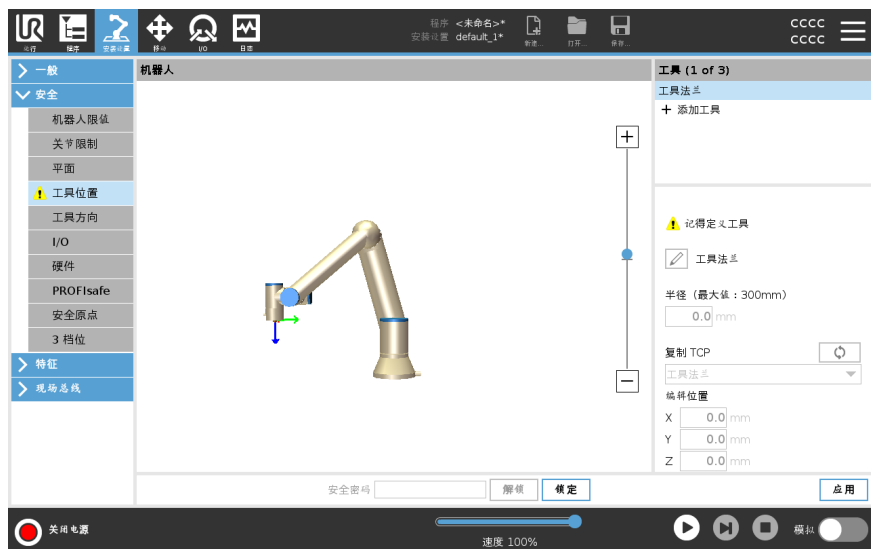 程序 <未命名>*
安装设置 default_1*
CCCC
CCCC
运行 程序 安装设置 移动 I/O 日志 新建... 打开... 保存...
一般
安全
机器人限值
关节限制
平面
工具位置
工具方向
I/O
硬件
PROFIsafe
安全原点
3 档位
特征
现场总线
机器人
工具 (1 of 3)
工具法兰
添加工具
记得定义工具
工具法兰
半径（最大值：300mm）
0.0 mm
复制 TCP
工具法兰
编辑位置
X 0.0 mm
Y 0.0 mm
Z 0.0 mm
安全密码 解锁 锁定 应用
关闭电源
速度 100%
模拟